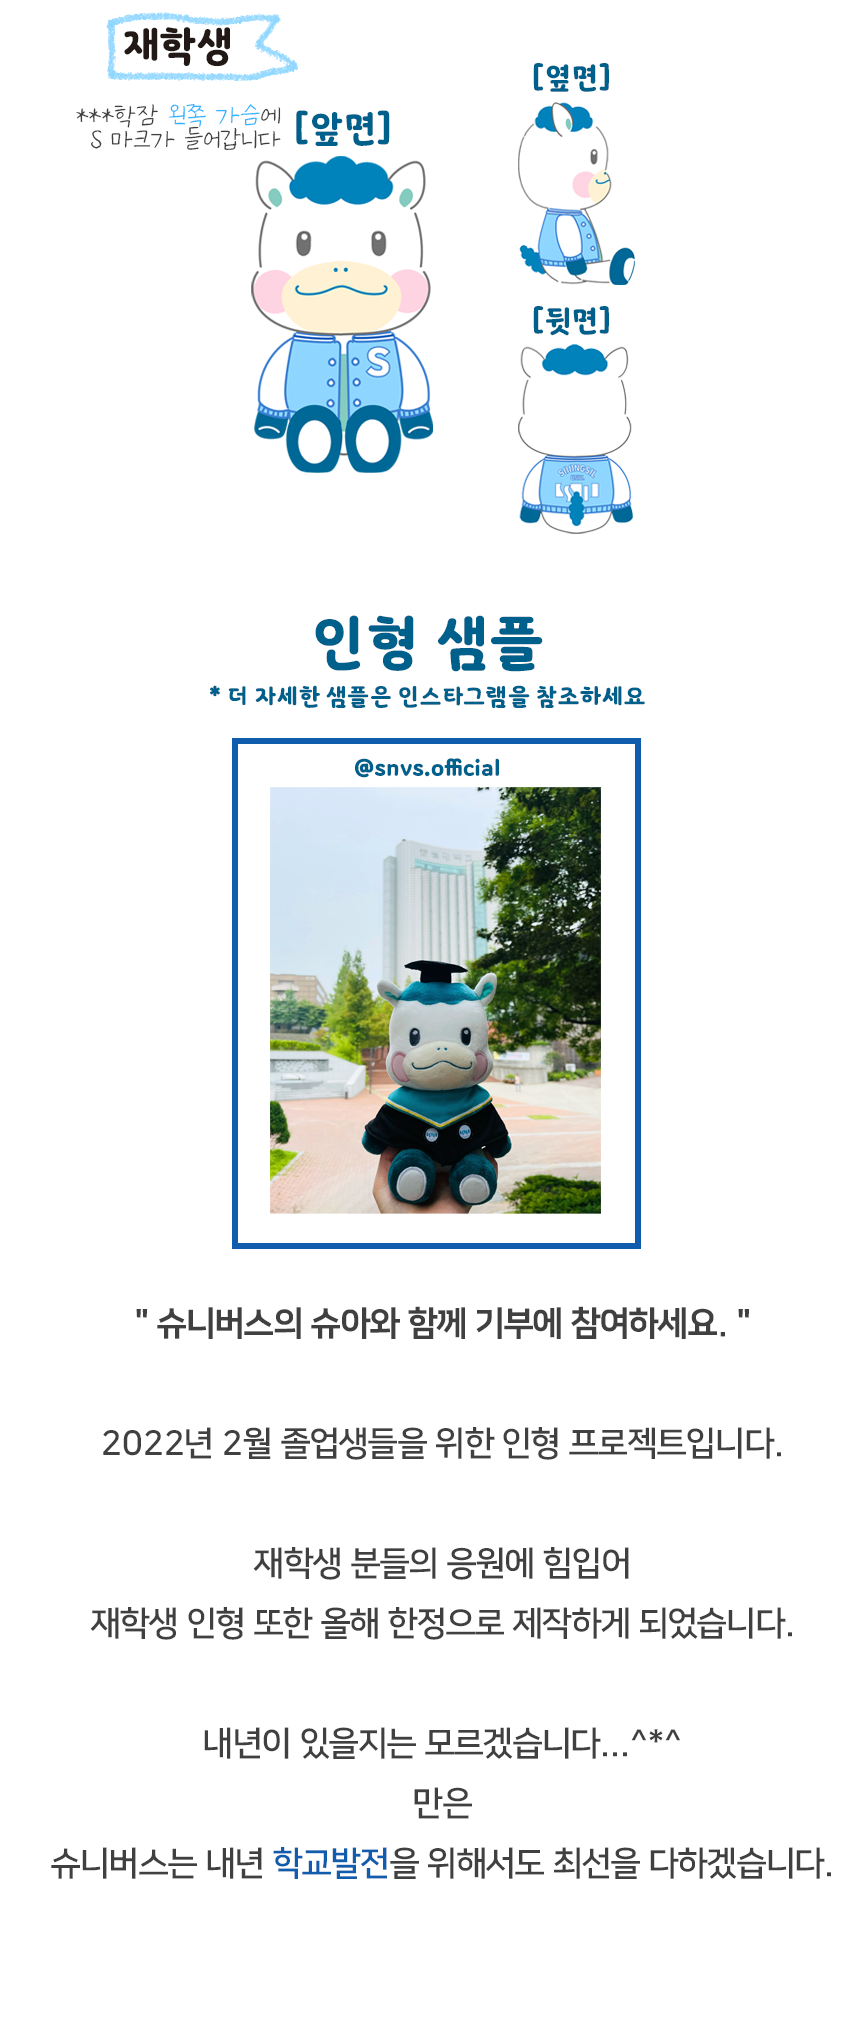 재학생
***학잠 왼쪽 가슴에
S 마크가 들어갑니다
[앞면]
[옆면]
S
[뒷면]
SOONGSIL
인형 샘플
* 더 자세한 샘플은 인스타그램을 참조하세요
@snvs.official
" 슈니버스의 슈아와 함께 기부에 참여하세요. "
2022년 2월 졸업생들을 위한 인형 프로젝트입니다.
재학생 분들의 응원에 힘입어
재학생 인형 또한 올해 한정으로 제작하게 되었습니다.
내년이 있을지는 모르겠습니다...^*^
만은
슈니버스는 내년 학교발전을 위해서도 최선을 다하겠습니다.